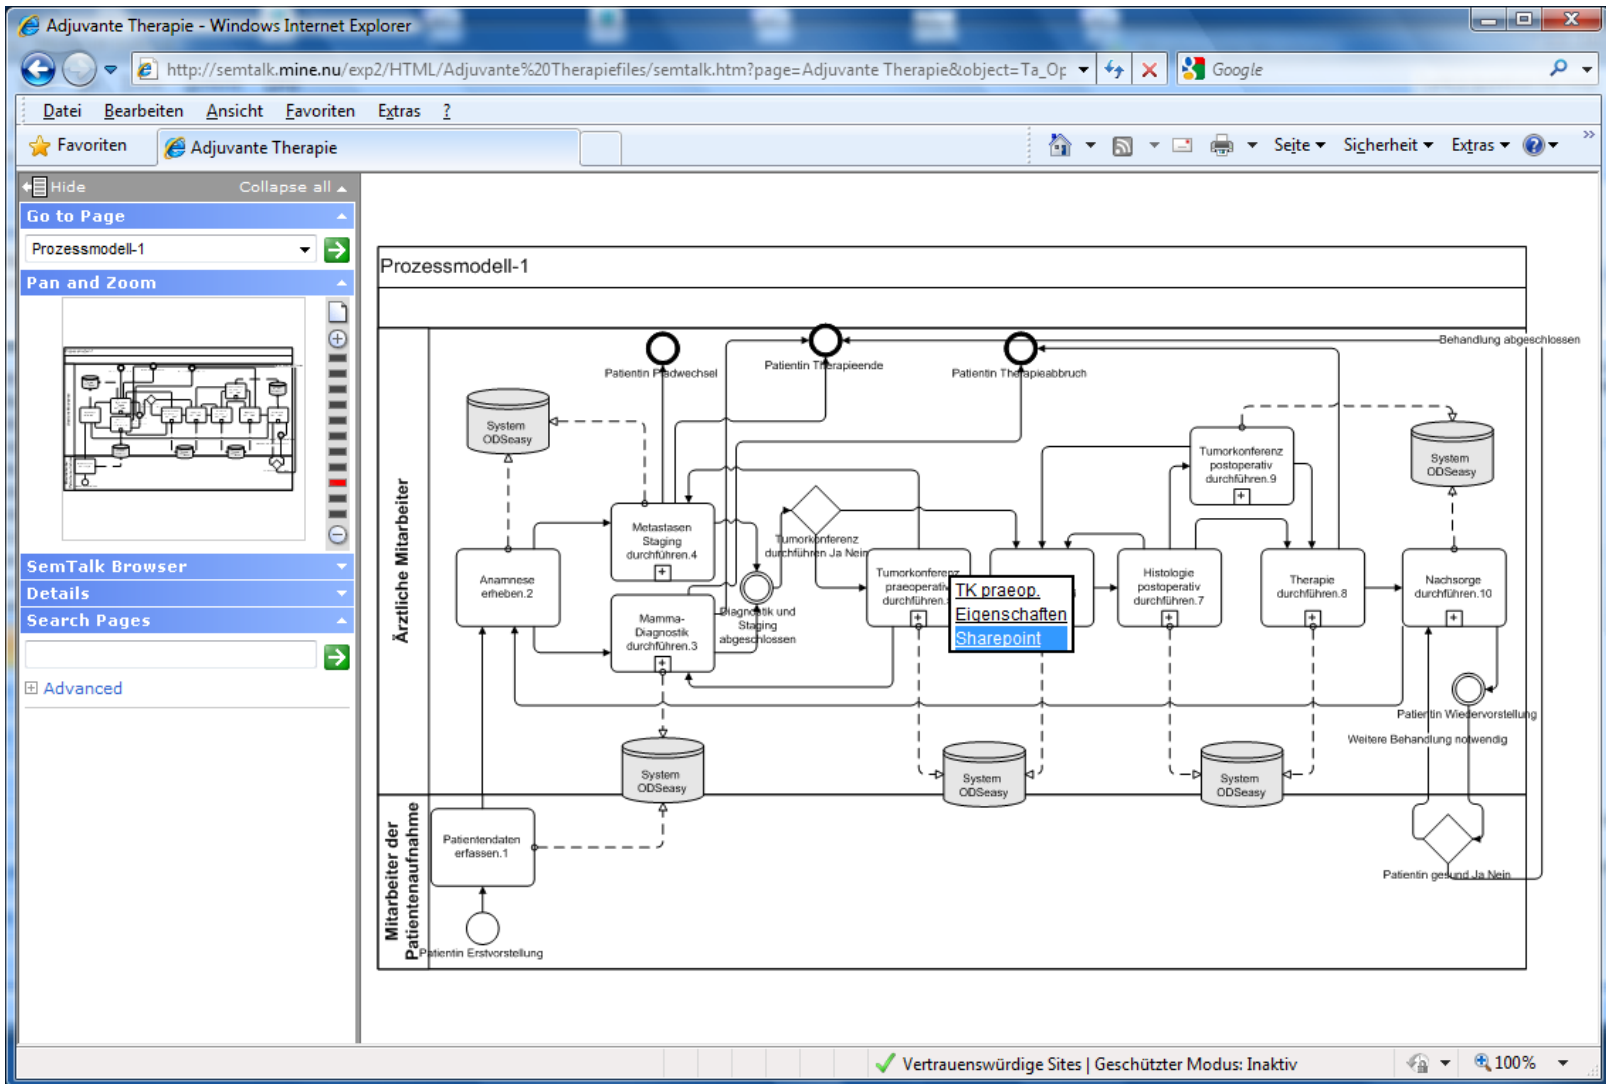 Adjuvante Therapie - Windows Internet Explorer
http://semtalk.mine.nu/exp2/HTML/Adjuvante%20Therapiefiles/semtalk.htm?page=Adjuvante Therapie&object=Ta_Op
Google
Datei Bearbeiten Ansicht Favoriten Extras ?
Favoriten
Adjuvante Therapie
Seite
Sicherheit
Extras
Hide
Collapse all
Go to Page
Prozessmodell-1
Pan and Zoom
SemTalk Browser
Details
Search Pages
Advanced
Prozessmodell-1
Ärztliche Mitarbeiter
Patientin Pfadwechsel
Patientin Therapieende
Patientin Therapieabbruch
Behandlung abgeschlossen
System
ODSeasy
Tumorkonferenz
postoperativ
durchführen.9
System
ODSeasy
Metastasen
Staging
durchführen.4
Tumorkonferenz
durchführen Ja Nein
Anamnese
erheben.2
Tumorkonferenz
praeoperativ
durchführen.
Histologie
postoperativ
durchführen.7
Therapie
durchführen.8
Nachsorge
durchführen.10
TK praeop.
Eigenschaften
Sharepoint
Mamma-
Diagnostik
durchführen.3
Diagnostik und
Staging
abgeschlossen
Patientin Wiedervorstellung
Weitere Behandlung notwendig
System
ODSeasy
System
ODSeasy
System
ODSeasy
Mitarbeiter der
Patientenaufnahme
Patientendaten
erfassen.1
Patientin gesund Ja Nein
Patientin Erstvorstellung
Vertrauenswürdige Sites | Geschützter Modus: Inaktiv
100%